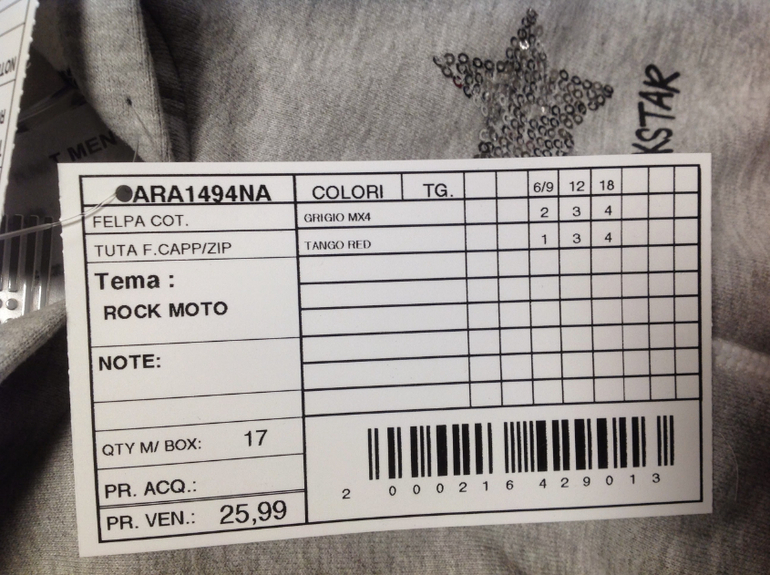 KSTAR
T MEN
ARA1494NA COLORI TG. 6/9 12 18
FELPA COT. GRIGIO MX4 2 3 4
TUTA F.CAPP/ZIP TANGO RED 1 3 4
Tema :
ROCK MOTO
NOTE:
QTY M/ BOX: 17
PR. ACQ.:
PR. VEN.: 25,99
2 000216 429013